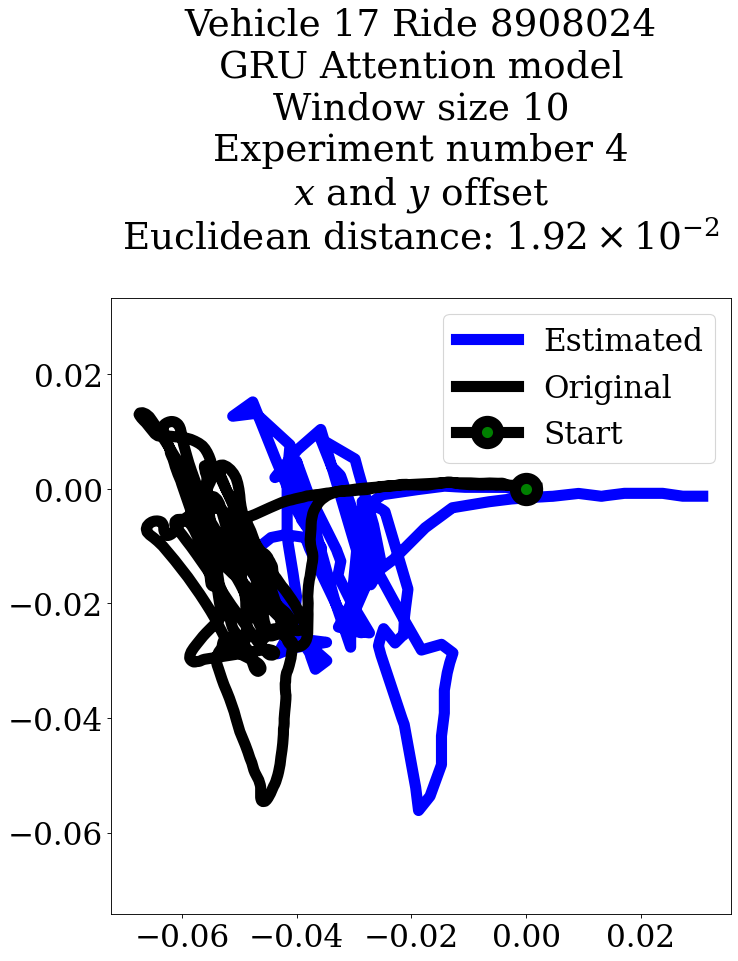 Vehicle 17 Ride 8908024
GRU Attention model
Window size 10
Experiment number 4
x and y offset
Euclidean distance: 1.92 × 10⁻²
Estimated
Original
Start
0.02
0.00
−0.02
−0.04
−0.06
−0.06 −0.04 −0.02 0.00 0.02